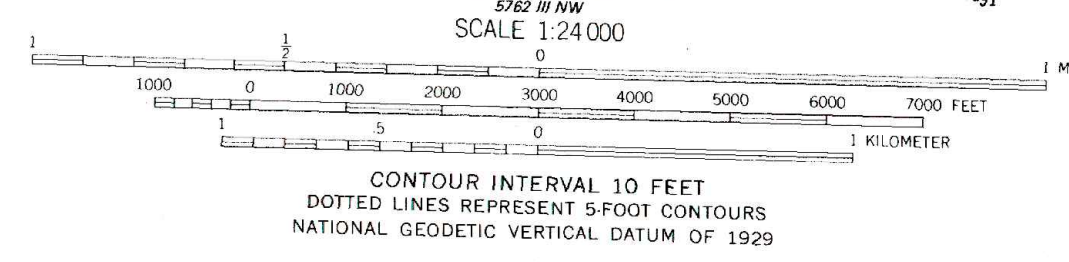 5762 III NW
SCALE 1:24 000
1 1/2 0 1 M
1000 0 1000 2000 3000 4000 5000 6000 7000 FEET
1 .5 0 1 KILOMETER
CONTOUR INTERVAL 10 FEET
DOTTED LINES REPRESENT 5-FOOT CONTOURS
NATIONAL GEODETIC VERTICAL DATUM OF 1929